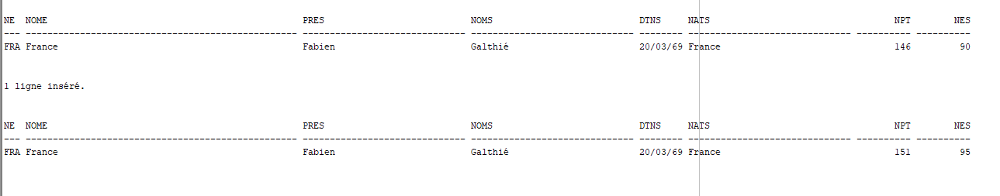 NE  NOME                                               PRES                           NOMS                           DTNS     NATS                                  NPT        NES
--- -------------------------------------------------- ------------------------------ ------------------------------ -------- ------------------------------ ---------- ----------
FRA France                                             Fabien                         Galthié                        20/03/69 France                                146         90
1 ligne inséré.
NE  NOME                                               PRES                           NOMS                           DTNS     NATS                                  NPT        NES
--- -------------------------------------------------- ------------------------------ ------------------------------ -------- ------------------------------ ---------- ----------
FRA France                                             Fabien                         Galthié                        20/03/69 France                                151         95